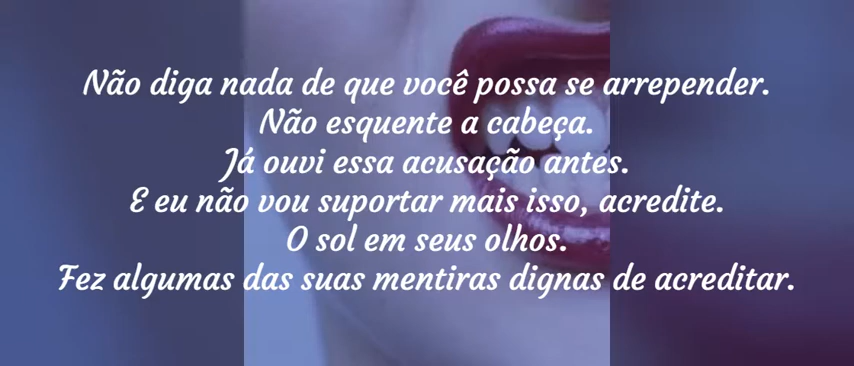 Não diga nada de que você possa se arrepender.
Não esquente a cabeça.
Já ouvi essa acusação antes.
E eu não vou suportar mais isso, acredite.
O sol em seus olhos.
Fez algumas das suas mentiras dignas de acreditar.